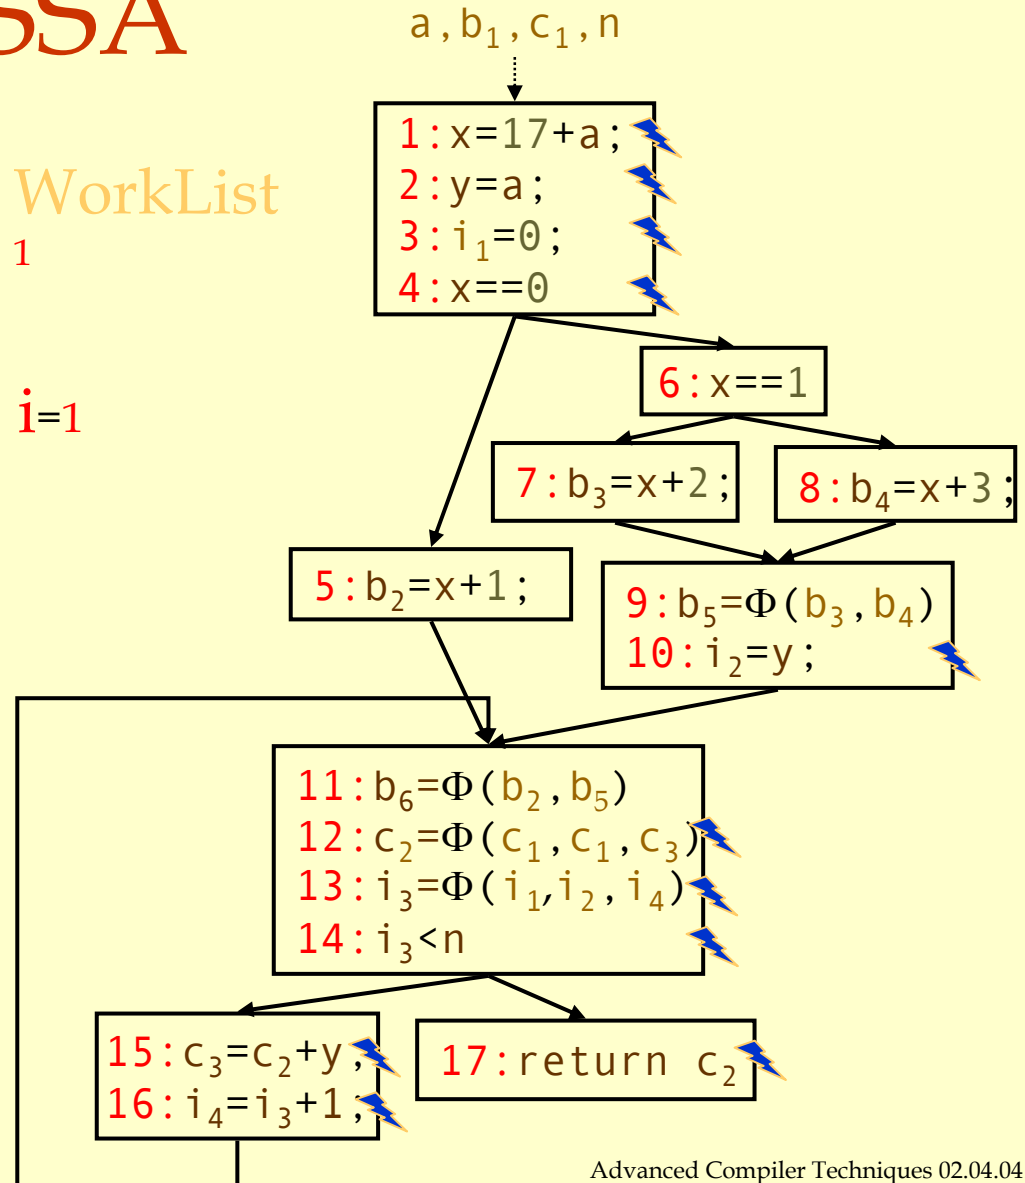 SSA
a,b₁,c₁,n
WorkList
1
i=1
1:x=17+a;
2:y=a;
3:i₁=0;
4:x==0
6:x==1
7:b₃=x+2;
8:b₄=x+3;
5:b₂=x+1;
9:b₅=Φ(b₃,b₄)
10:i₂=y;
11:b₆=Φ(b₂,b₅)
12:c₂=Φ(c₁,c₁,c₃)
13:i₃=Φ(i₁,i₂,i₄)
14:i₃<n
15:c₃=c₂+y;
16:i₄=i₃+1;
17:return c₂
Advanced Compiler Techniques 02.04.04